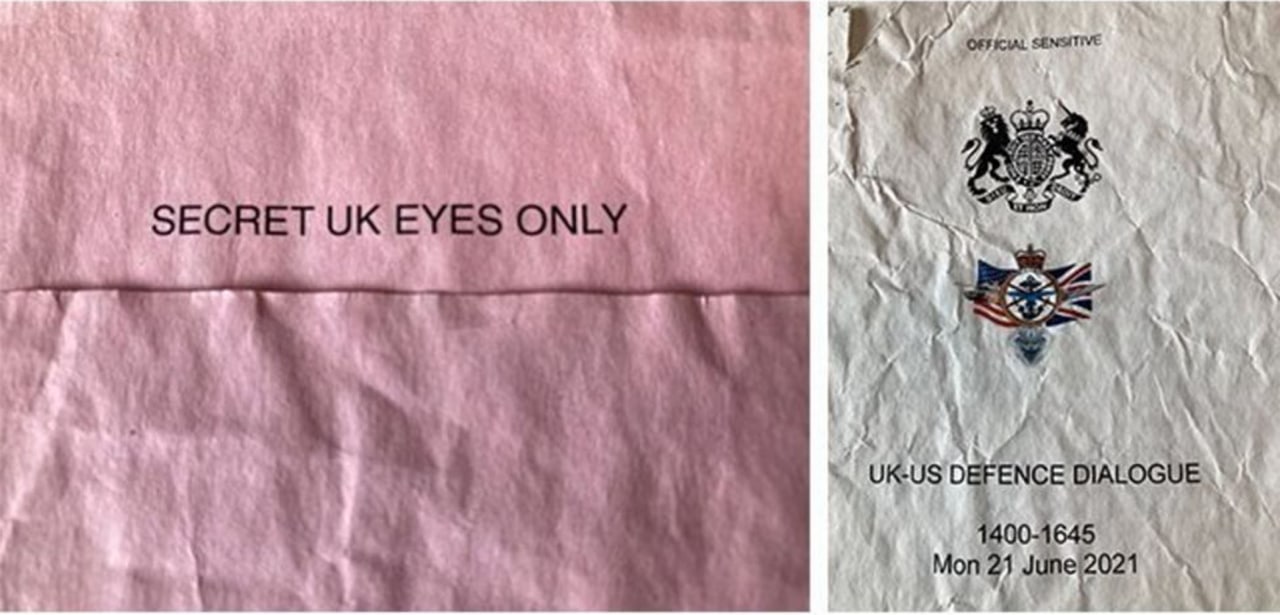 SECRET UK EYES ONLY
OFFICIAL SENSITIVE
UK-US DEFENCE DIALOGUE
1400-1645
Mon 21 June 2021